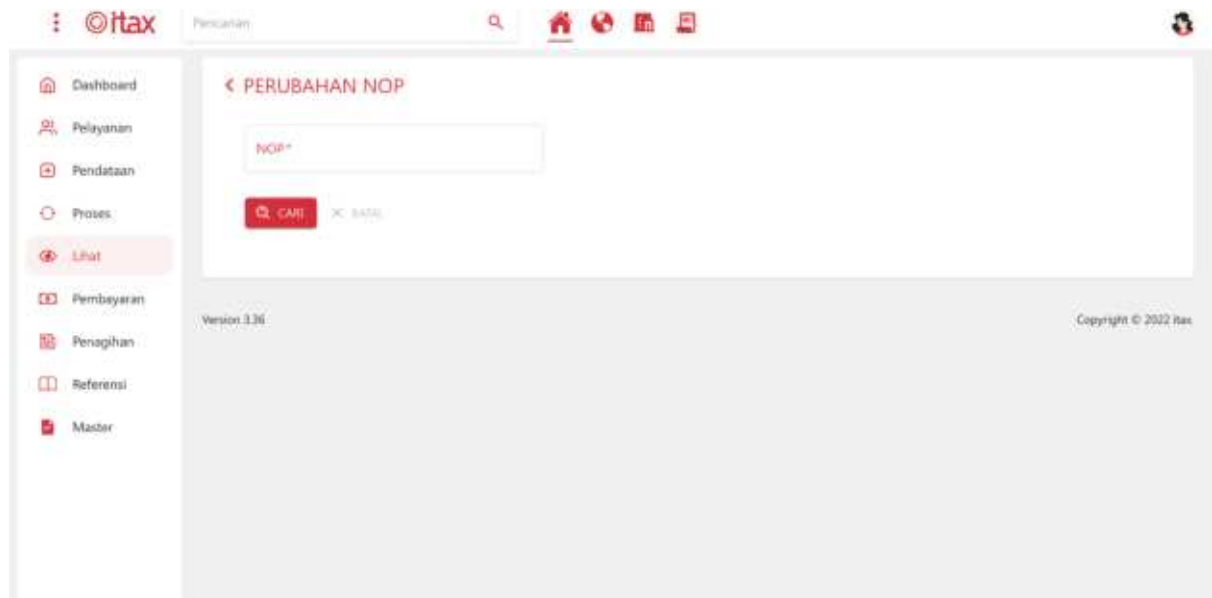 itax
Pencarian
Dashboard
Pelayanan
Pendataan
Proses
Lihat
Pembayaran
Penagihan
Referensi
Master
PERUBAHAN NOP
NOP*
CARI
BATAL
Version 3.36
Copyright © 2022 itax